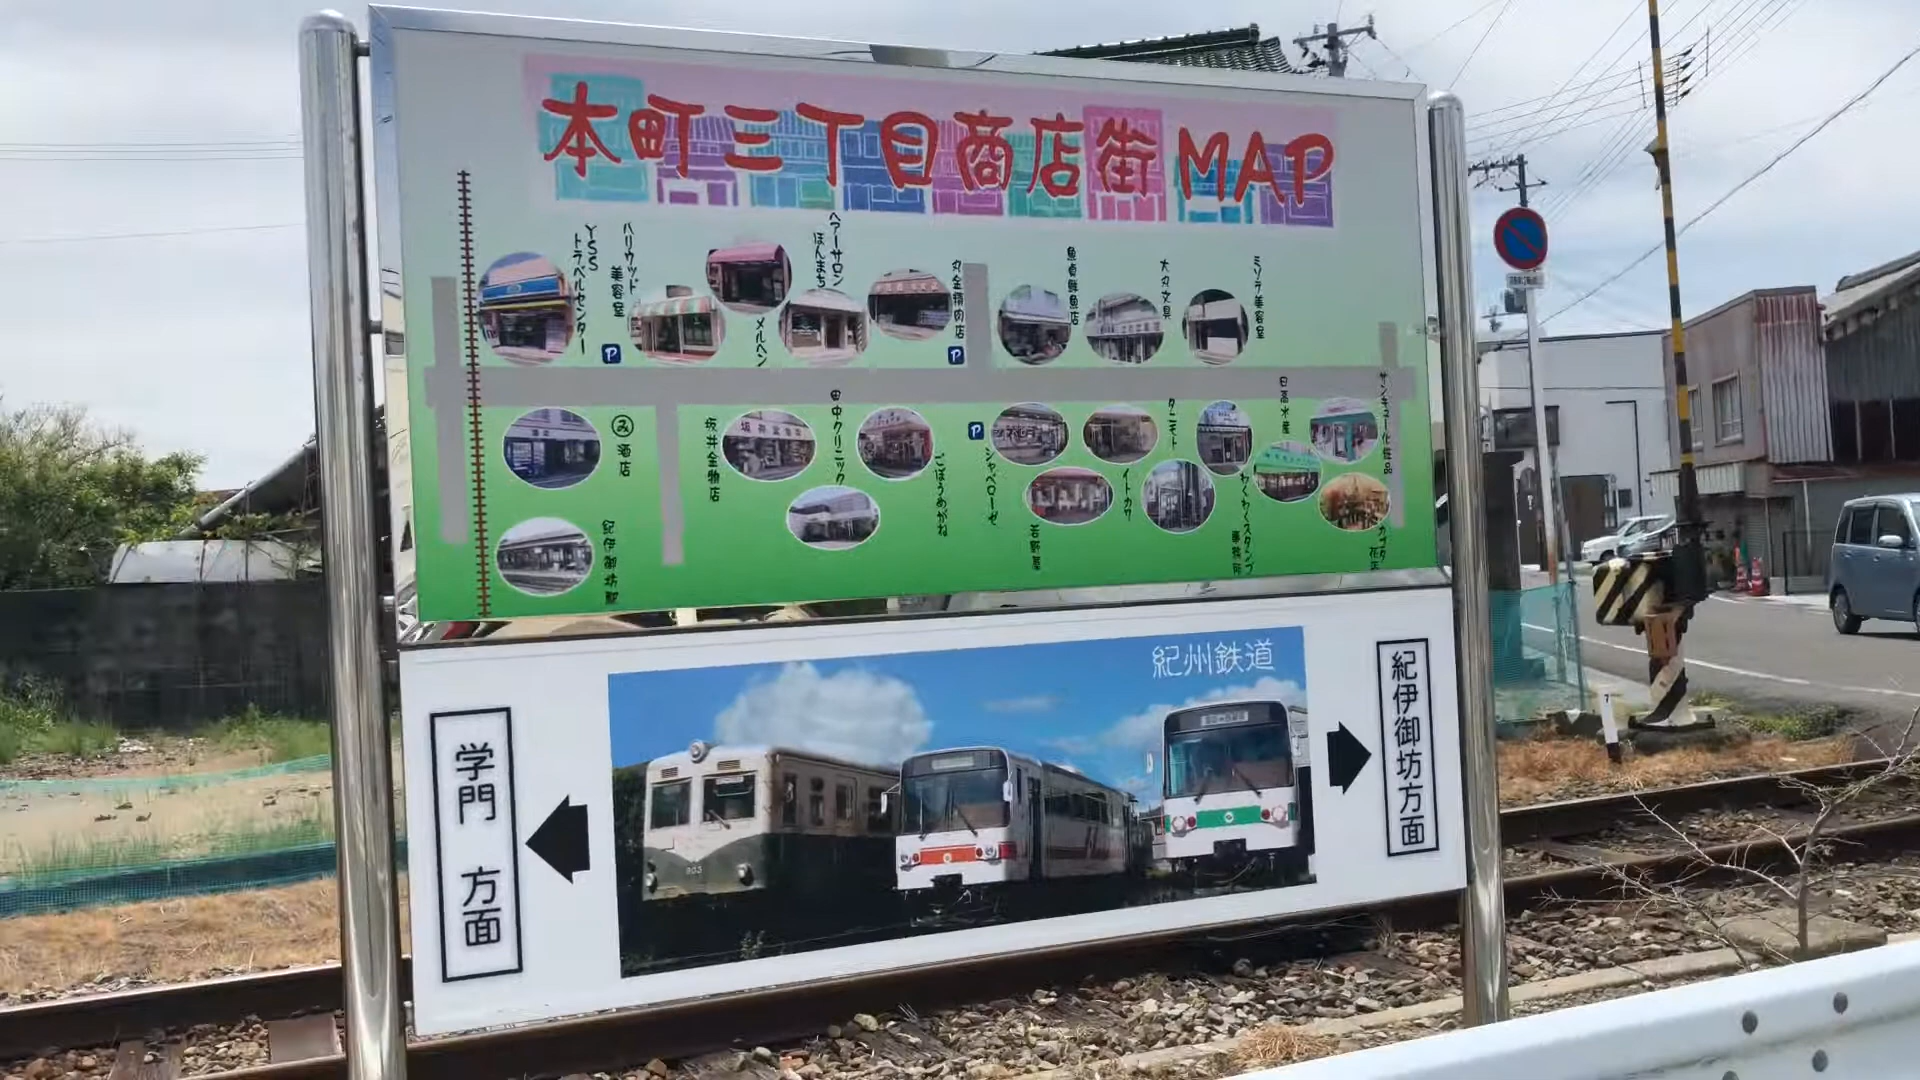 本町三丁目商店街 MAP
YSS
トラベルセンター
ハリウッド
美容室
P
メルヘン
ヘアーサロン
ほんまち
丸金精肉店
P
魚貞鮮魚店
大丸文具
ミソラ美容室
み 酒店
紀伊御坊駅
坂井金物店
田中クリニック
ごぼうめがね
P
シャベローゼ
若野屋
イトカワ
タニモト
わくわくスタンプ
事務所
日高水産
サンキュー化粧品
カゴタ
花店
紀州鉄道
学門 方面
紀伊御坊方面